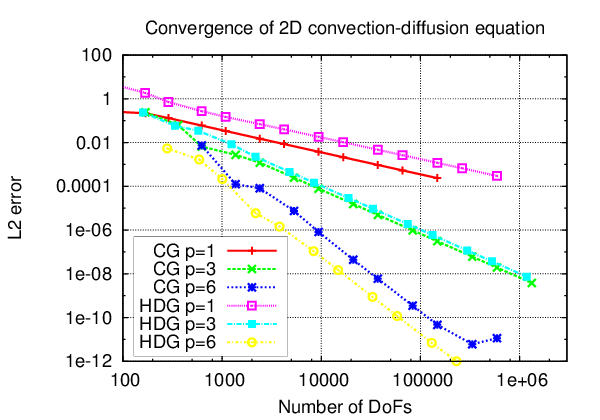 Convergence of 2D convection-diffusion equation
100
1
0.01
0.0001
1e-06
1e-08
1e-10
1e-12
L2 error
CG p=1
CG p=3
CG p=6
HDG p=1
HDG p=3
HDG p=6
100
1000
10000
100000
1e+06
Number of DoFs